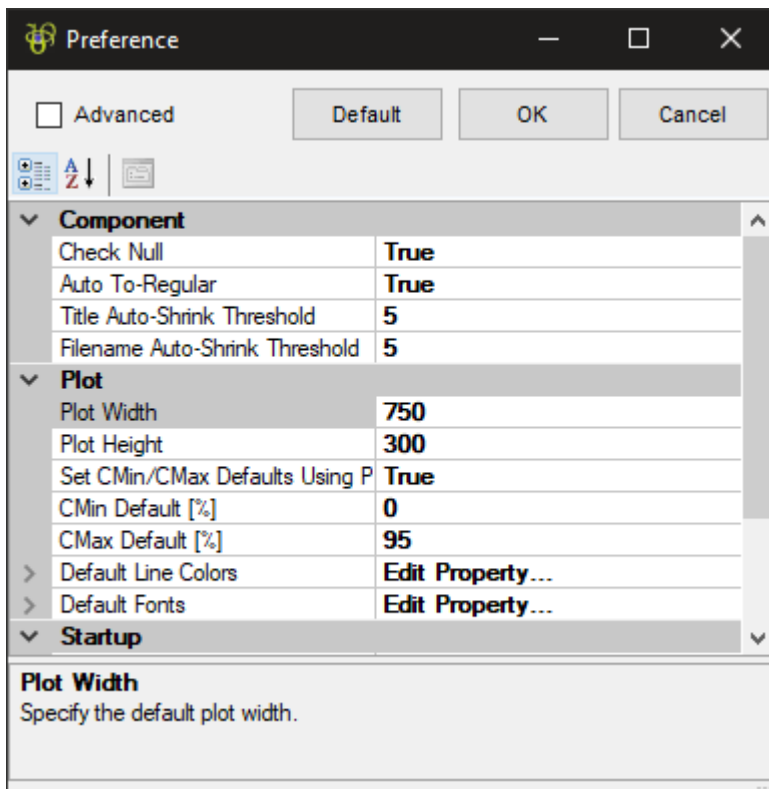 Preference
Advanced Default OK Cancel
Component
Check Null True
Auto To-Regular True
Title Auto-Shrink Threshold 5
Filename Auto-Shrink Threshold 5
Plot
Plot Width 750
Plot Height 300
Set CMin/CMax Defaults Using P True
CMin Default [%] 0
CMax Default [%] 95
Default Line Colors Edit Property...
Default Fonts Edit Property...
Startup
Plot Width
Specify the default plot width.